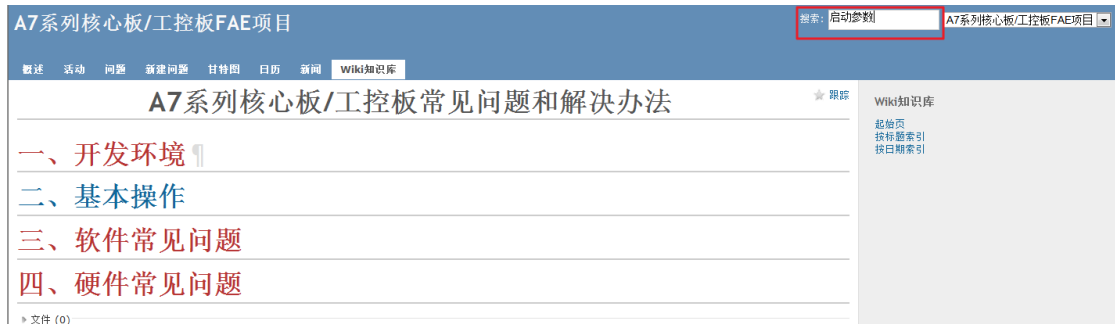 A7系列核心板/工控板FAE项目
搜索: 启动参数 A7系列核心板/工控板FAE项目
概述 活动 问题 新建问题 甘特图 日历 新闻 Wiki知识库
A7系列核心板/工控板常见问题和解决办法
跟踪
一、开发环境¶
二、基本操作
三、软件常见问题
四、硬件常见问题
文件 (0)
Wiki知识库
起始页
按标题索引
按日期索引